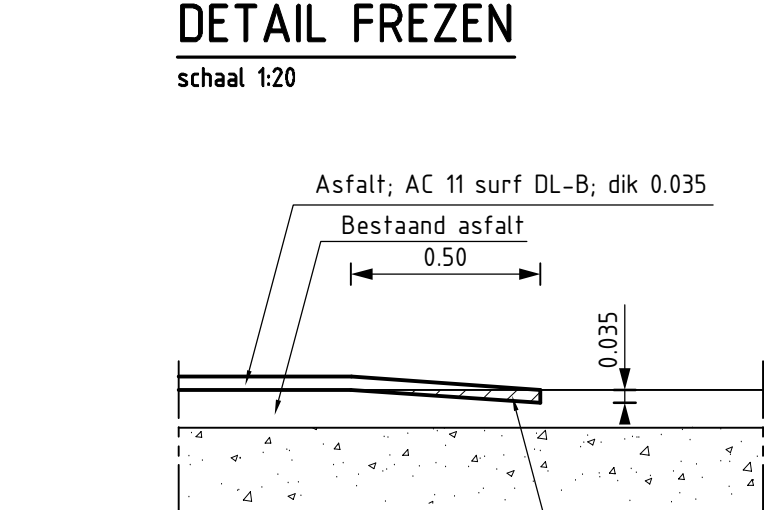 DETAIL FREZEN
schaal 1:20
Asfalt; AC 11 surf DL-B; dik 0.035
Bestaand asfalt
0.50
0.035